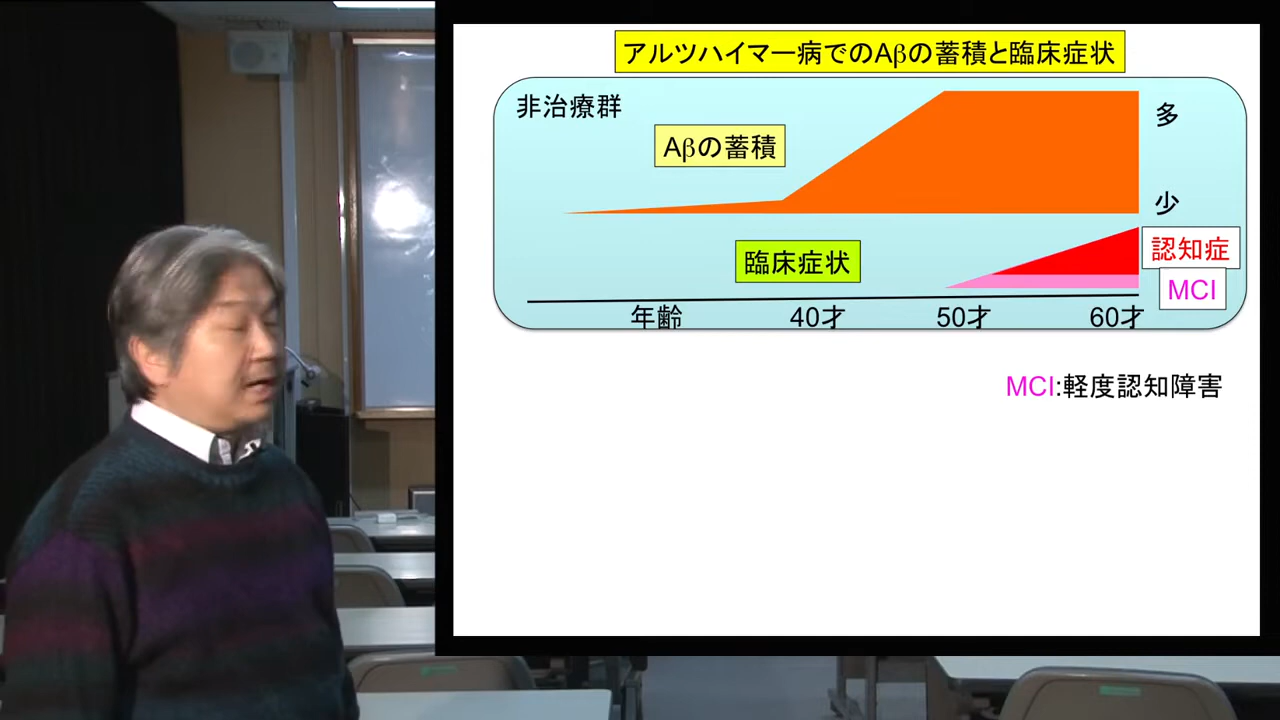 アルツハイマー病でのAβの蓄積と臨床症状
非治療群
多
Aβの蓄積
少
認知症
臨床症状
MCI
年齢 40才 50才 60才
MCI:軽度認知障害